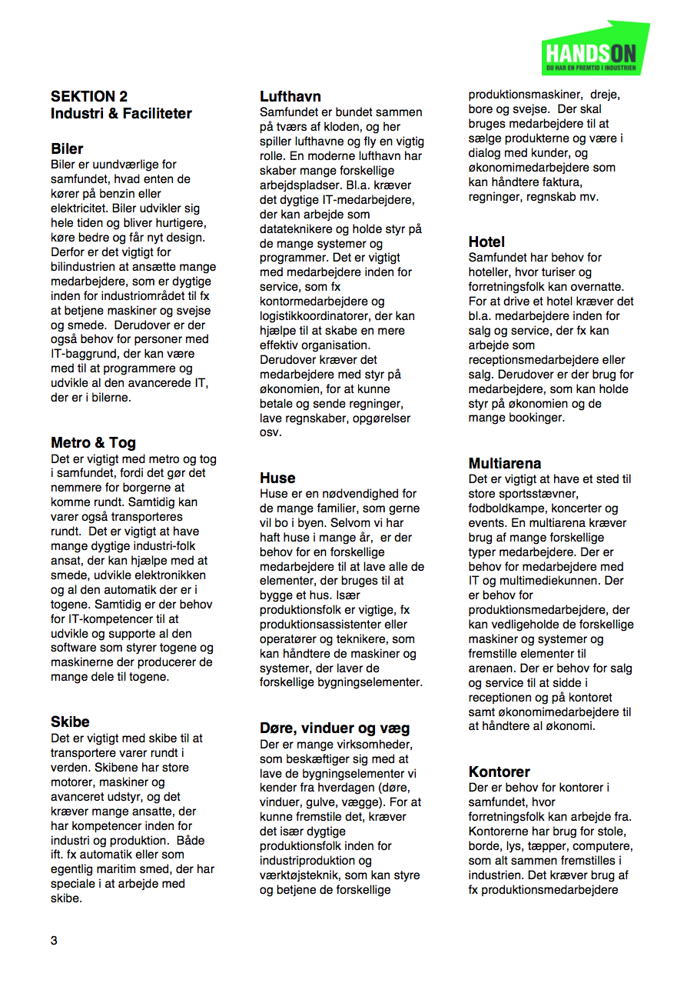 HANDSON
DU HAR EN FREMTID I INDUSTRIEN
SEKTION 2
Industri & Faciliteter
Biler
Biler er uundværlige for
samfundet, hvad enten de
kører på benzin eller
elektricitet. Biler udvikler sig
hele tiden og bliver hurtigere,
køre bedre og får nyt design.
Derfor er det vigtigt for
bilindustrien at ansætte mange
medarbejdere, som er dygtige
inden for industriområdet til fx
at betjene maskiner og svejse
og smede.  Derudover er der
også behov for personer med
IT-baggrund, der kan være
med til at programmere og
udvikle al den avancerede IT,
der er i bilerne.
Metro & Tog
Det er vigtigt med metro og tog
i samfundet, fordi det gør det
nemmere for borgerne at
komme rundt. Samtidig kan
varer også transporteres
rundt.  Det er vigtigt at have
mange dygtige industri-folk
ansat, der kan hjælpe med at
smede, udvikle elektronikken
og al den automatik der er i
togene. Samtidig er der behov
for IT-kompetencer til at
udvikle og supporte al den
software som styrer togene og
maskinerne der producerer de
mange dele til togene.
Skibe
Det er vigtigt med skibe til at
transportere varer rundt i
verden. Skibene har store
motorer, maskiner og
avanceret udstyr, og det
kræver mange ansatte, der
har kompetencer inden for
industri og produktion.  Både
ift. fx automatik eller som
egentlig maritim smed, der har
speciale i at arbejde med
skibe.
Lufthavn
Samfundet er bundet sammen
på tværs af kloden, og her
spiller lufthavne og fly en vigtig
rolle. En moderne lufthavn har
skaber mange forskellige
arbejdspladser. Bl.a. kræver
det dygtige IT-medarbejdere,
der kan arbejde som
datateknikere og holde styr på
de mange systemer og
programmer. Det er vigtigt
med medarbejdere inden for
service, som fx
kontormedarbejdere og
logistikkoordinatorer, der kan
hjælpe til at skabe en mere
effektiv organisation.
Derudover kræver det
medarbejdere med styr på
økonomien, for at kunne
betale og sende regninger,
lave regnskaber, opgørelser
osv.
Huse
Huse er en nødvendighed for
de mange familier, som gerne
vil bo i byen. Selvom vi har
haft huse i mange år,  er der
behov for en forskellige
medarbejdere til at lave alle de
elementer, der bruges til at
bygge et hus. Især
produktionsfolk er vigtige, fx
produktionsassistenter eller
operatører og teknikere, som
kan håndtere de maskiner og
systemer, der laver de
forskellige bygningselementer.
Døre, vinduer og væg
Der er mange virksomheder,
som beskæftiger sig med at
lave de bygningselementer vi
kender fra hverdagen (døre,
vinduer, gulve, vægge). For at
kunne fremstile det, kræver
det især dygtige
produktionsfolk inden for
industriproduktion og
værktøjsteknik, som kan styre
og betjene de forskellige
produktionsmaskiner,  dreje,
bore og svejse.  Der skal
bruges medarbejdere til at
sælge produkterne og være i
dialog med kunder, og
økonomimedarbejdere som
kan håndtere faktura,
regninger, regnskab mv.
Hotel
Samfundet har behov for
hoteller, hvor turiser og
forretningsfolk kan overnatte.
For at drive et hotel kræver det
bl.a. medarbejdere inden for
salg og service, der fx kan
arbejde som
receptionsmedarbejdere eller
salg. Derudover er der brug for
medarbejdere, som kan holde
styr på økonomien og de
mange bookinger.
Multiarena
Det er vigtigt at have et sted til
store sportsstævner,
fodboldkampe, koncerter og
events. En multiarena kræver
brug af mange forskellige
typer medarbejdere. Der er
behov for medarbejdere med
IT og multimediekunnen. Der
er behov for
produktionsmedarbejdere, der
kan vedligeholde de forskellige
maskiner og systemer og
fremstille elementer til
arenaen. Der er behov for salg
og service til at sidde i
receptionen og på kontoret
samt økonomimedarbejdere til
at håndtere al økonomi.
Kontorer
Der er behov for kontorer i
samfundet, hvor
forretningsfolk kan arbejde fra.
Kontorerne har brug for stole,
borde, lys, tæpper, computere,
som alt sammen fremstilles i
industrien. Det kræver brug af
fx produktionsmedarbejdere
3